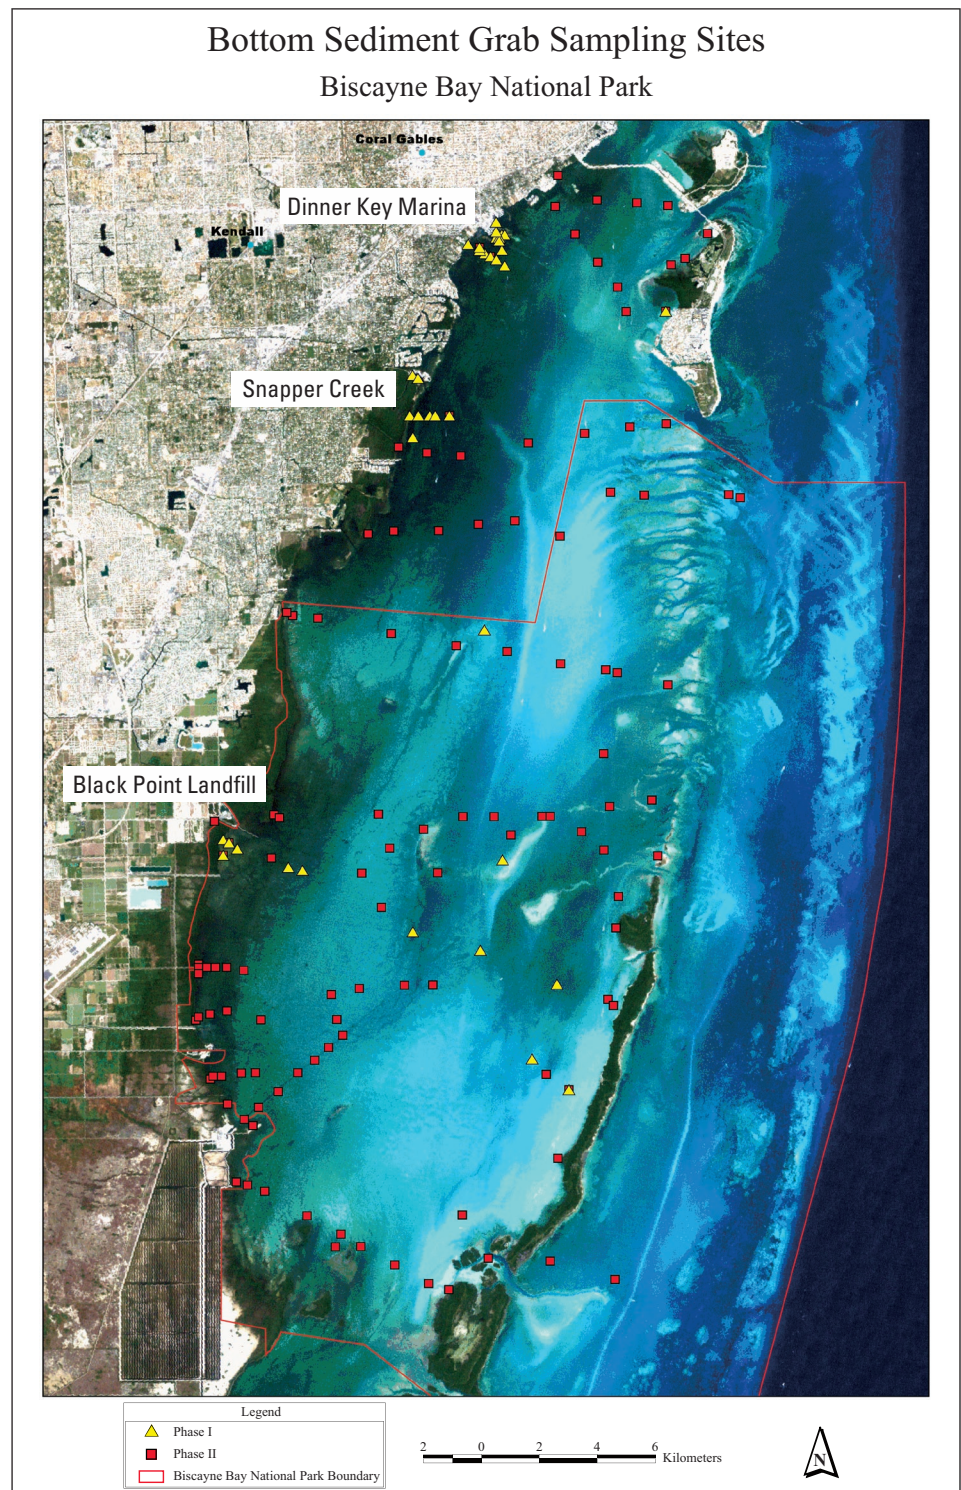 Bottom Sediment Grab Sampling Sites
Biscayne Bay National Park
Coral Gables
Dinner Key Marina
Kendall
Snapper Creek
Black Point Landfill
Legend
Phase I
Phase II
Biscayne Bay National Park Boundary
2 0 2 4 6
Kilometers
N